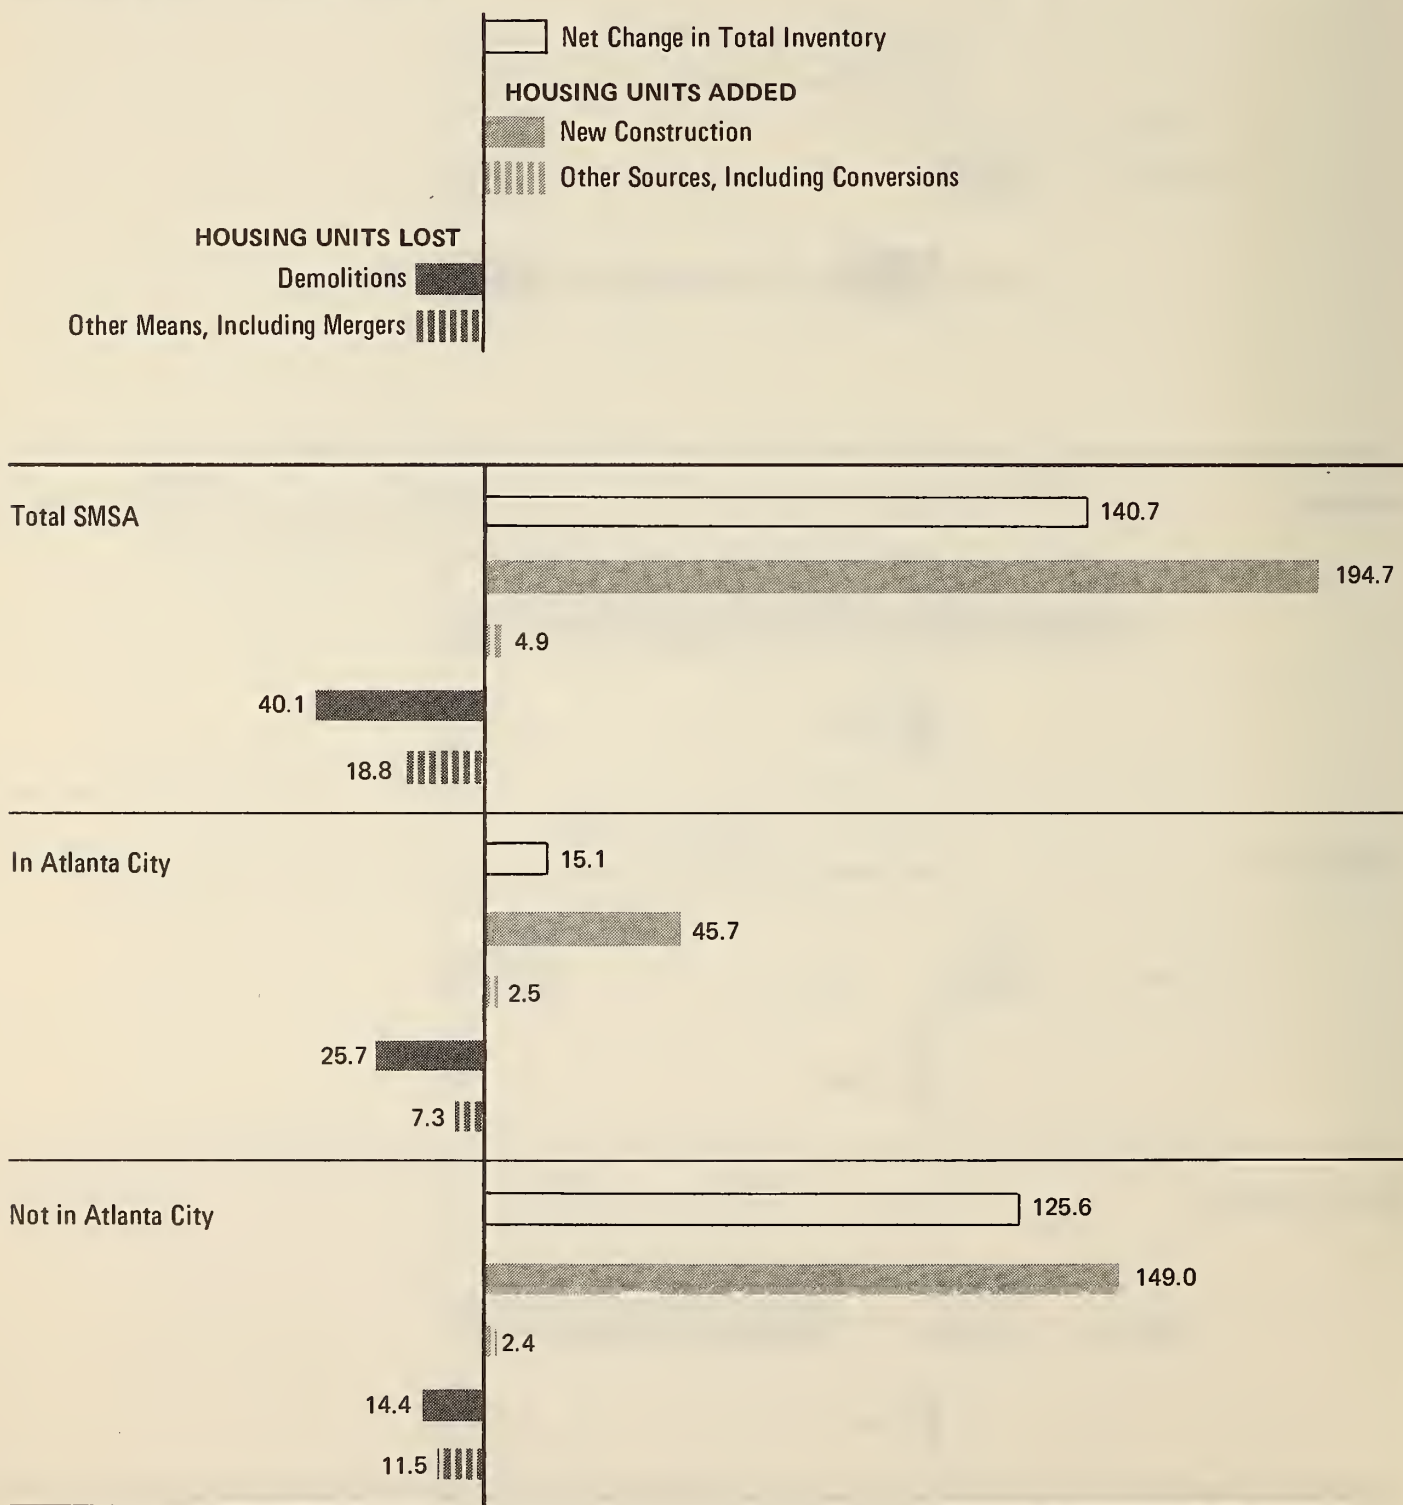 Net Change in Total Inventory
HOUSING UNITS ADDED
New Construction
Other Sources, Including Conversions
HOUSING UNITS LOST
Demolitions
Other Means, Including Mergers
Total SMSA
140.7
194.7
4.9
40.1
18.8
In Atlanta City
15.1
45.7
2.5
25.7
7.3
Not in Atlanta City
125.6
149.0
2.4
14.4
11.5